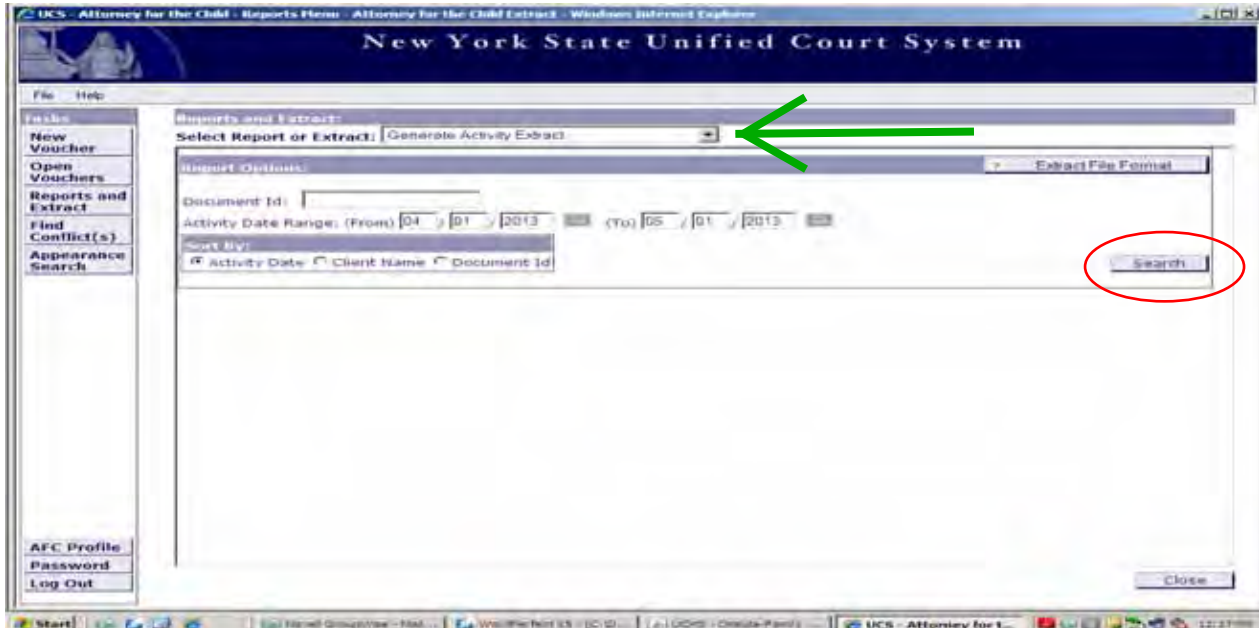 UCS - Attorney for the Child - Reports Menu - Attorney for the Child Extract - Windows Internet Explorer
New York State Unified Court System
File Help
Tasks
Reports and Extract:
New Voucher
Select Report or Extract: Generate Activity Extract
Open Vouchers
Report Options:
Extract File Format
Reports and Extract
Document Id:
Find Conflict(s)
Activity Date Range: (From) 04 / 01 / 2013 (To) 05 / 01 / 2013
Sort By:
Appearance Search
Activity Date Client Name Document Id
Search
AFC Profile
Password
Log Out
Close
Start
UCS - Attorney for t...